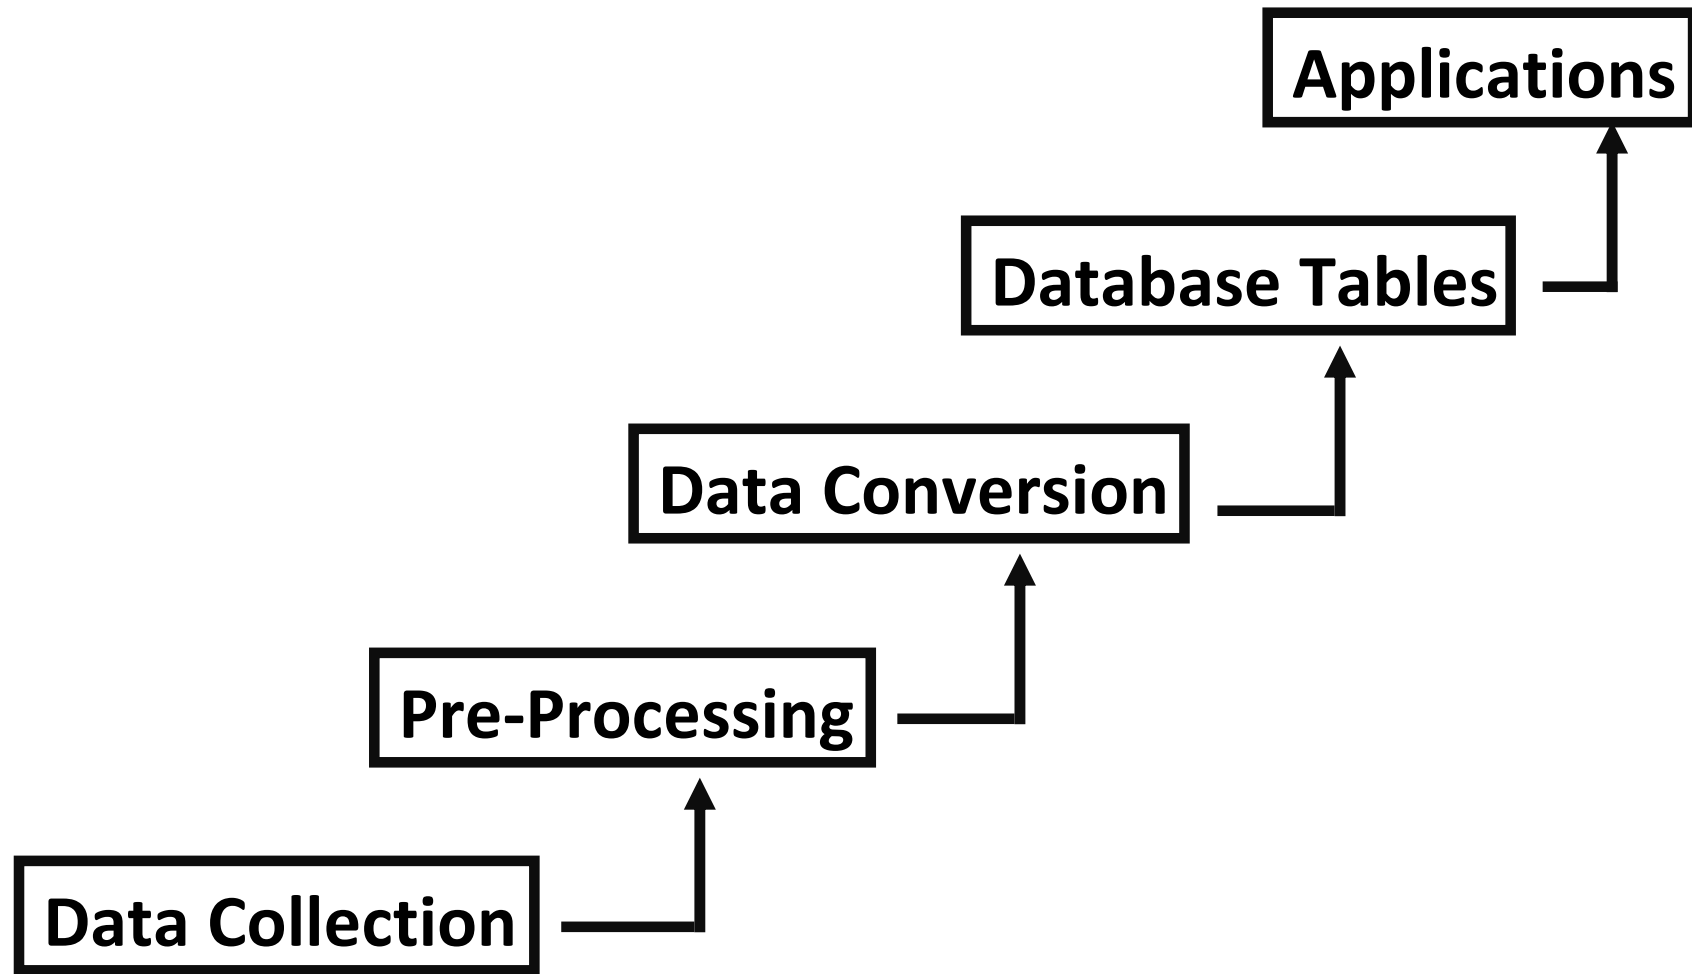 Applications
Database Tables
Data Conversion
Pre-Processing
Data Collection